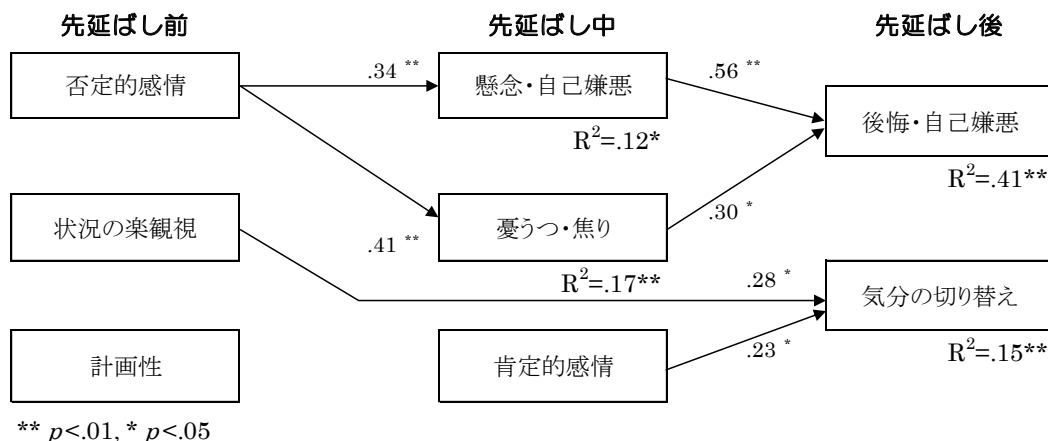 先延ばし前 先延ばし中 先延ばし後
否定的感情 .34 ** 懸念・自己嫌悪 .56 ** 後悔・自己嫌悪
R²=.12*
R²=.41**
状況の楽観視 .41 ** 憂うつ・焦り .30 *
R²=.17** .28 * 気分の切り替え
計画性 肯定的感情 .23 * R²=.15**
** p<.01, * p<.05